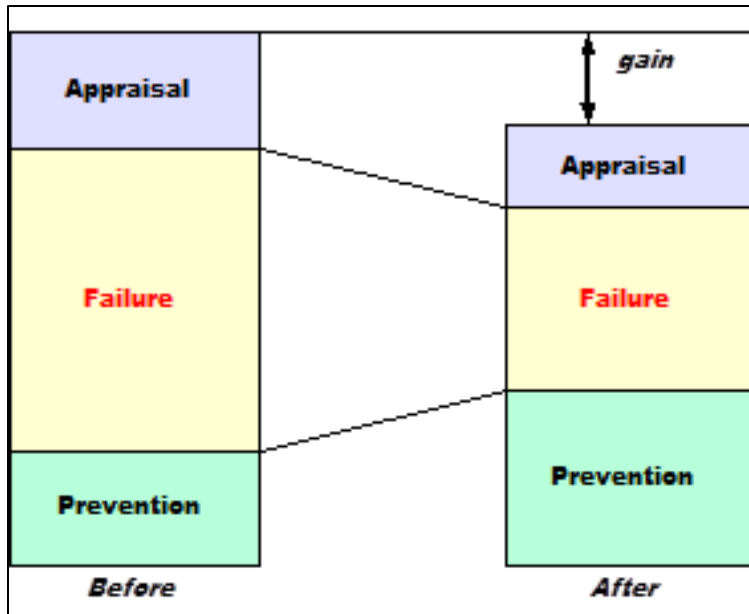 Appraisal
Failure
Prevention
Before
gain
Appraisal
Failure
Prevention
After